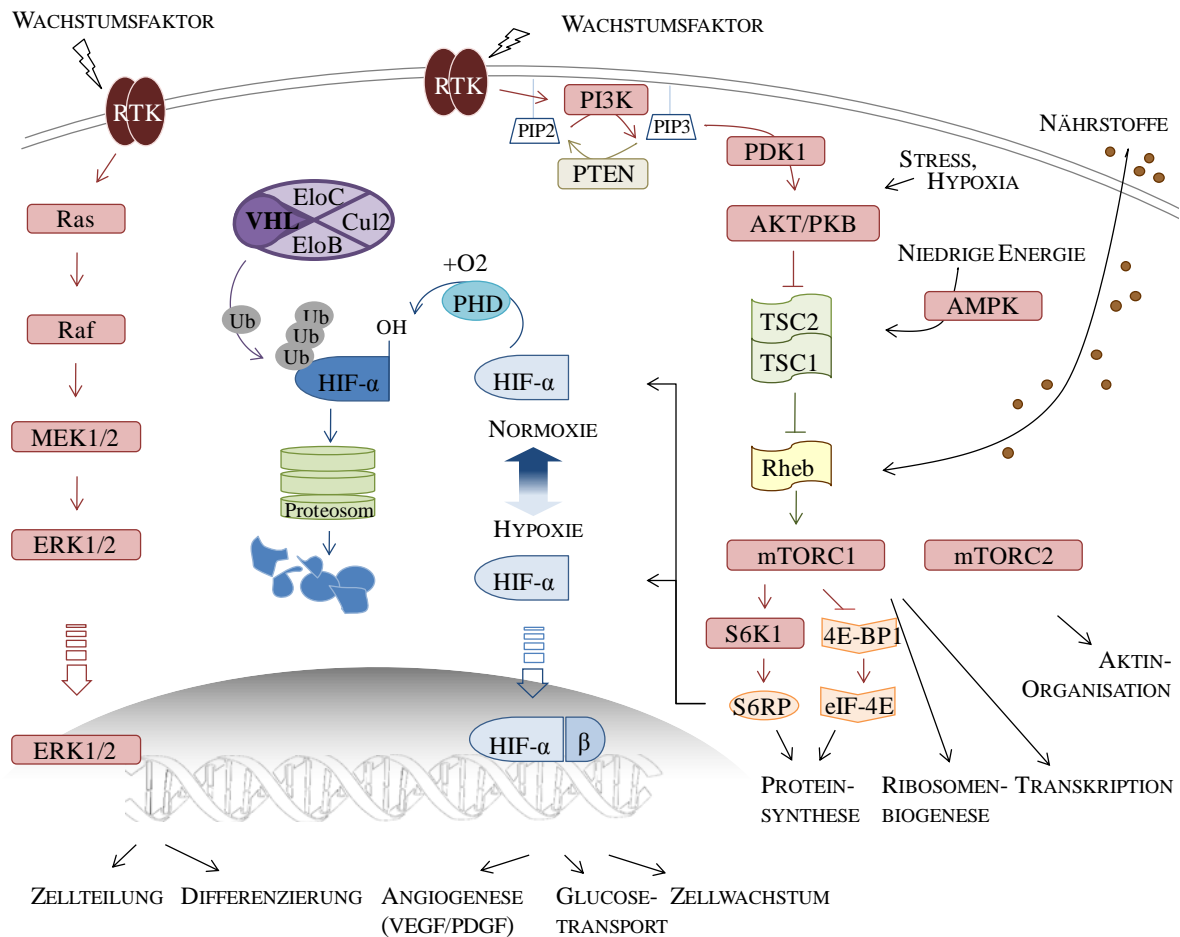 WACHSTUMSFAKTOR
WACHSTUMSFAKTOR
RTK
RTK
PI3K
PIP2
PIP3
PTEN
PDK1
NÄHRSTOFFE
STRESS,
HYPOXIA
Ras
EloC
VHL
Cul2
EloB
AKT/PKB
NIEDRIGE ENERGIE
+O2
PHD
AMPK
Raf
Ub
Ub
Ub
Ub
OH
TSC2
TSC1
HIF-α
HIF-α
MEK1/2
NORMOXIE
Rheb
Proteosom
HYPOXIE
ERK1/2
HIF-α
mTORC1
mTORC2
S6K1
4E-BP1
AKTIN-
ORGANISATION
S6RP
eIF-4E
ERK1/2
HIF-α
β
PROTEIN-
SYNTHESE
RIBOSOMEN-
BIOGENESE
TRANSKRIPTION
ZELLTEILUNG
DIFFERENZIERUNG
ANGIOGENESE
(VEGF/PDGF)
GLUCOSE-
TRANSPORT
ZELLWACHSTUM